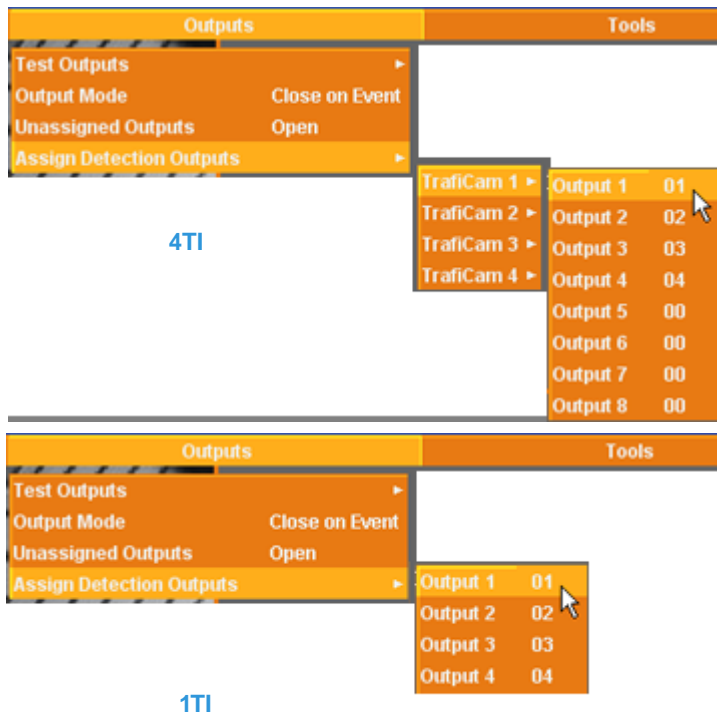 Outputs Tools
Test Outputs
Output Mode Close on Event
Unassigned Outputs Open
Assign Detection Outputs
TrafiCam 1 Output 1 01
TrafiCam 2 Output 2 02
TrafiCam 3 Output 3 03
TrafiCam 4 Output 4 04
Output 5 00
Output 6 00
Output 7 00
Output 8 00
4TI
Outputs Tools
Test Outputs
Output Mode Close on Event
Unassigned Outputs Open
Assign Detection Outputs Output 1 01
Output 2 02
Output 3 03
Output 4 04
1TI